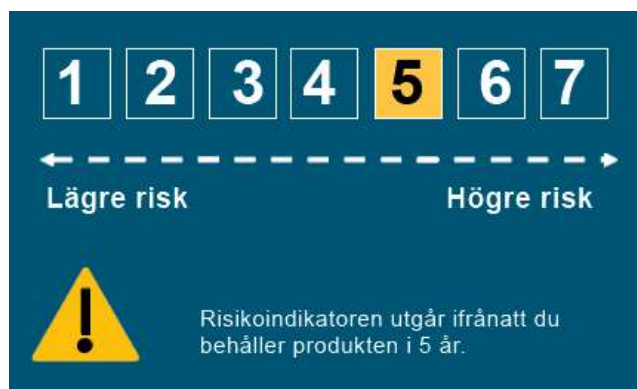 1 2 3 4 5 6 7
Lägre risk Högre risk
Risikoindikatoren utgår ifrånatt du
behåller produkten i 5 år.